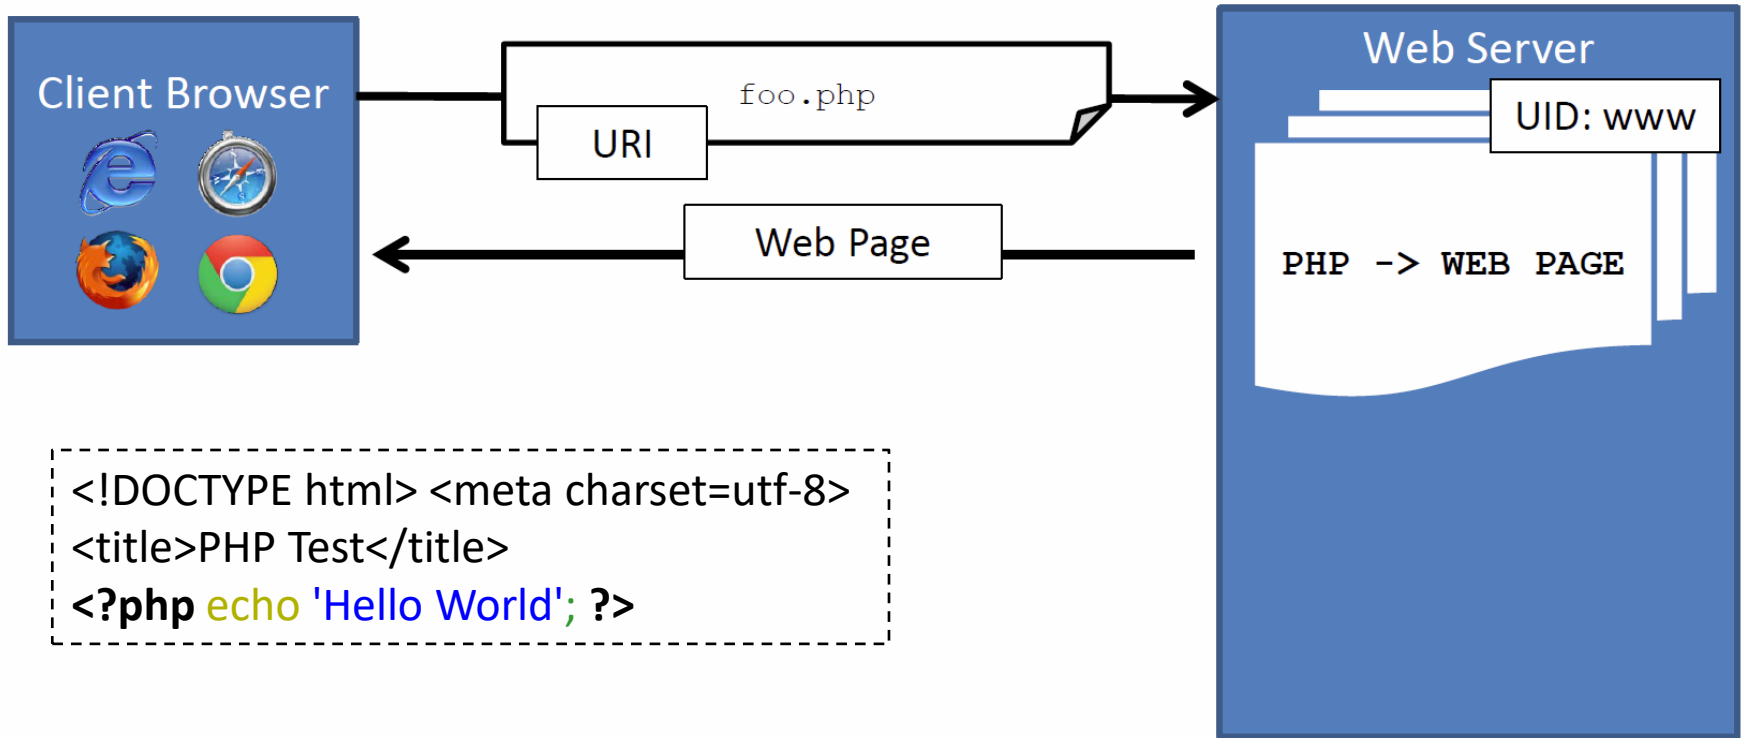 Client Browser
foo.php
URI
Web Server
UID: www
Web Page
PHP -> WEB PAGE
<!DOCTYPE html> <meta charset=utf-8>
<title>PHP Test</title>
<?php echo 'Hello World'; ?>